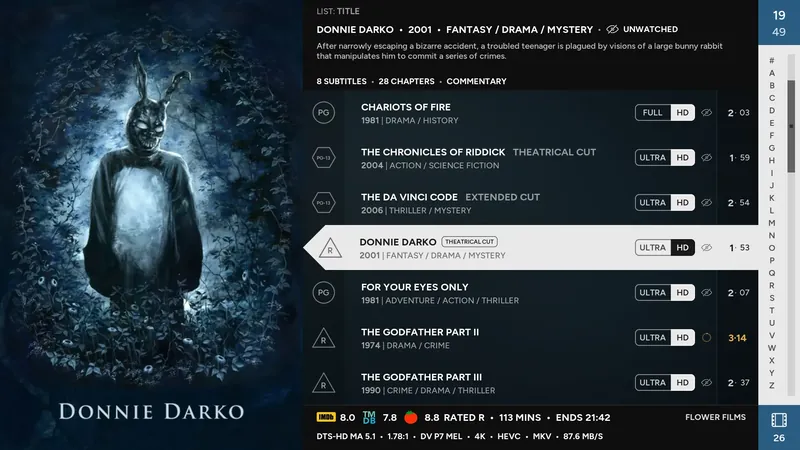 LIST: TITLE
DONNIE DARKO • 2001 • FANTASY / DRAMA / MYSTERY • UNWATCHED
After narrowly escaping a bizarre accident, a troubled teenager is plagued by visions of a large bunny rabbit
that manipulates him to commit a series of crimes.
8 SUBTITLES • 28 CHAPTERS • COMMENTARY
19
49
PG
CHARIOTS OF FIRE
1981 | DRAMA / HISTORY
FULL HD
2· 03
PG-13
THE CHRONICLES OF RIDDICK THEATRICAL CUT
2004 | ACTION / SCIENCE FICTION
ULTRA HD
1· 59
PG-13
THE DA VINCI CODE EXTENDED CUT
2006 | THRILLER / MYSTERY
ULTRA HD
2· 54
R
DONNIE DARKO THEATRICAL CUT
2001 | FANTASY / DRAMA / MYSTERY
ULTRA HD
1· 53
PG
FOR YOUR EYES ONLY
1981 | ADVENTURE / ACTION / THRILLER
ULTRA HD
2· 07
R
THE GODFATHER PART II
1974 | DRAMA / CRIME
ULTRA HD
3·14
R
THE GODFATHER PART III
1990 | CRIME / DRAMA / THRILLER
ULTRA HD
2· 37
#
A
B
C
D
E
F
G
H
I
J
K
L
M
N
O
P
Q
R
S
T
U
V
W
X
Y
Z
DONNIE DARKO
IMDb 8.0 TMDB 7.8 8.8 RATED R • 113 MINS • ENDS 21:42
FLOWER FILMS
DTS-HD MA 5.1 • 1.78:1 • DV P7 MEL • 4K • HEVC • MKV • 87.6 MB/S
26